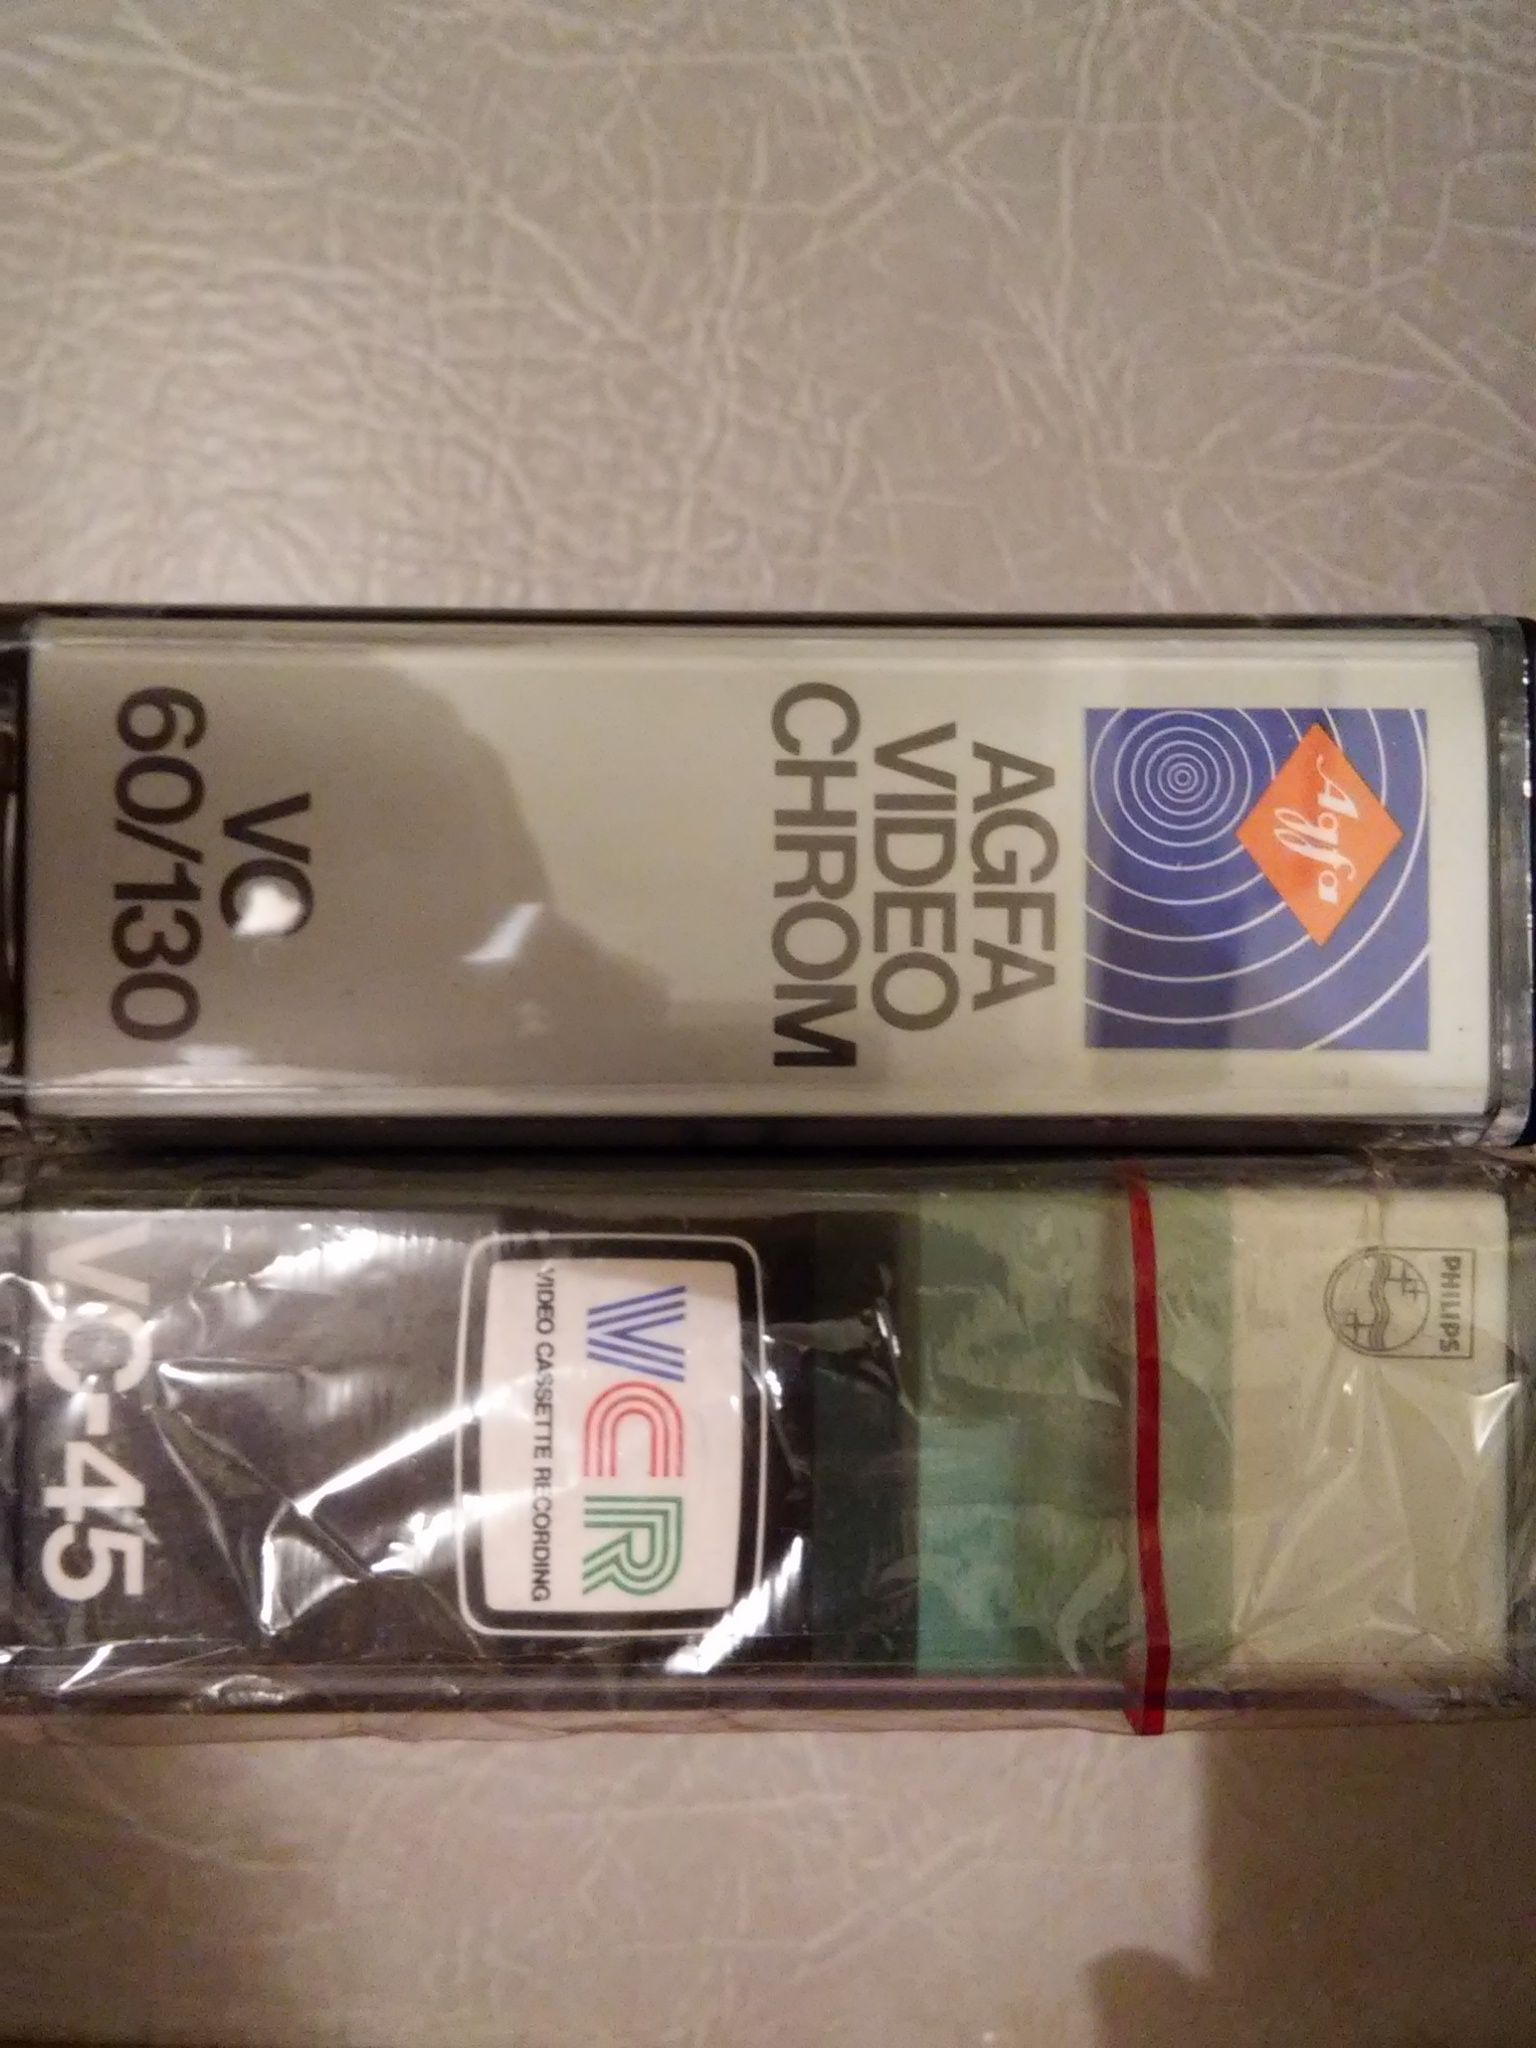 Agfa
AGFA
VIDEO
CHROM
VC
60/130
PHILIPS
VCR
VIDEO CASSETTE RECORDING
VC-45